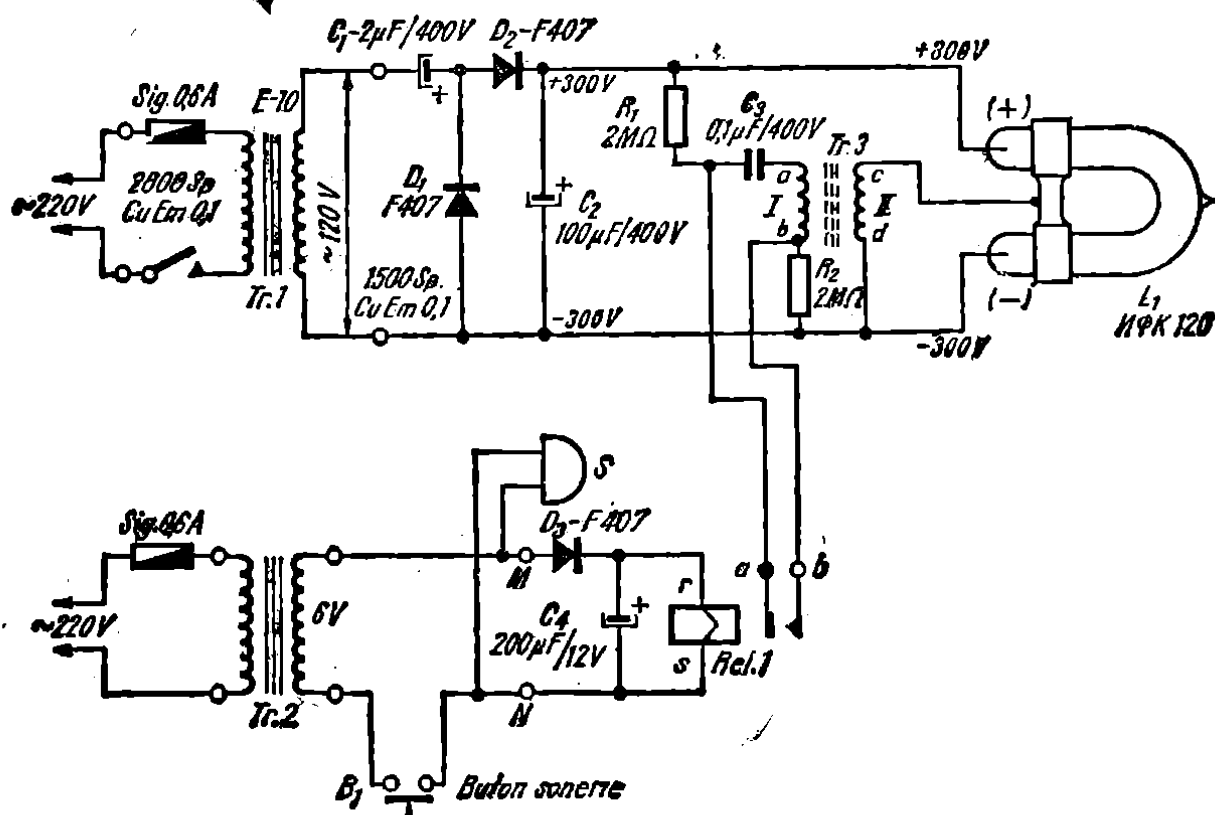 C₁-2µF/400V D₂-F407
+300V
+300V
Sig. 0,6A
E-10
R₁
2MΩ
C₃
0,1µF/400V
Tr.3
(+)
~220V
2800 Sp
Cu Em 0,1
~120V
D₁
F407
C₂
100µF/400V
a
I
b
c
II
d
R₂
2MΩ
Tr.1
1500 Sp.
Cu Em 0,1
-300V
-300V
(-)
L₁
ИФК 120
S
Sig. 0,6A
D₃-F407
a
b
~220V
6V
M
C₄
200µF/12V
r
s
Rel.1
Tr.2
N
B₁
Buton sonerie